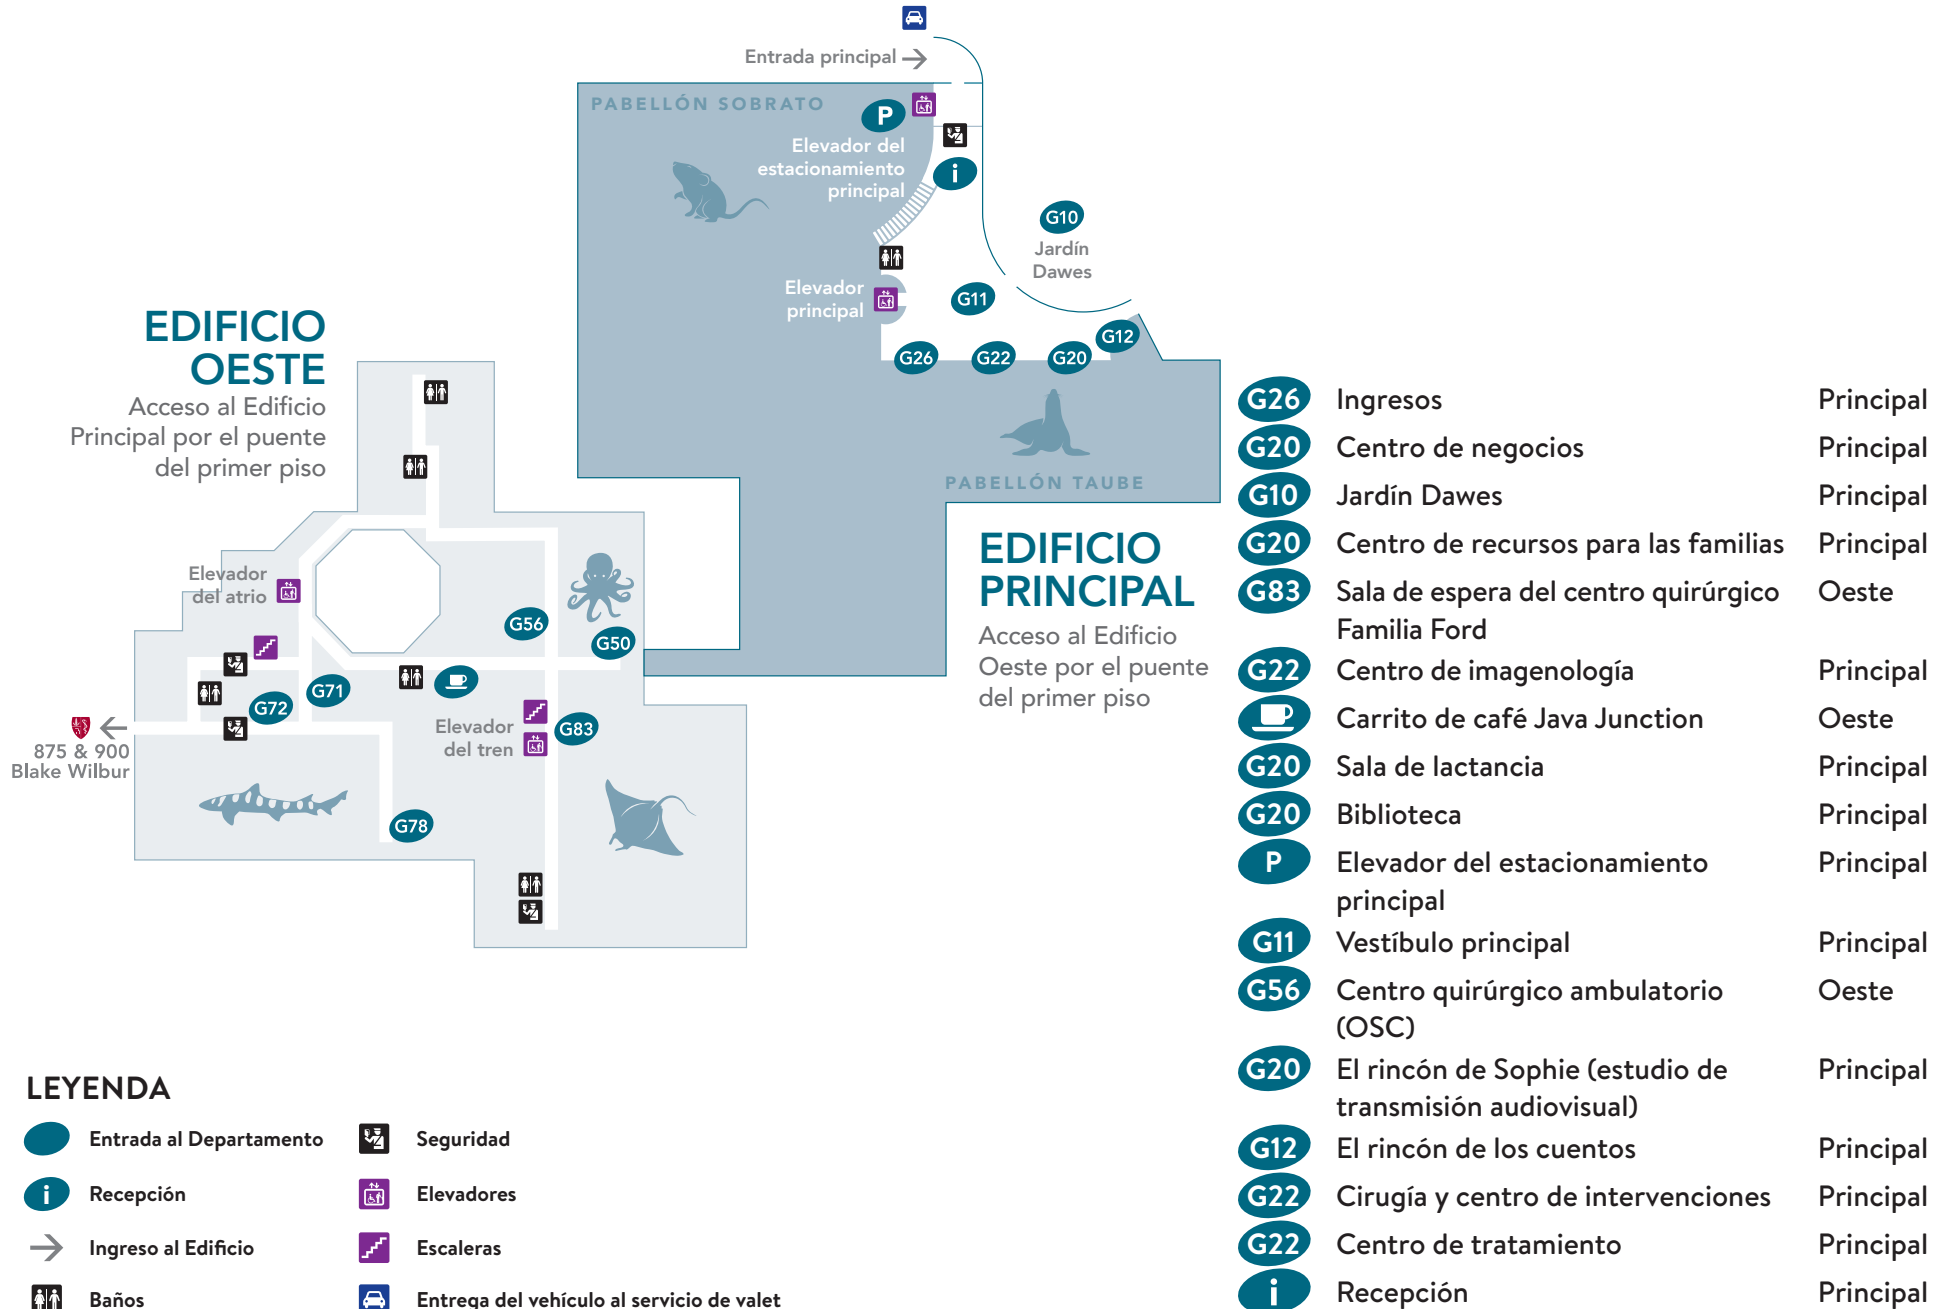 Entrada principal
PABELLÓN SOBRATO
P
Elevador del
estacionamiento
principal
i
G10
Jardín
Dawes
Elevador
principal
G11
G12
G26
G22
G20
PABELLÓN TAUBE
EDIFICIO
OESTE
Acceso al Edificio
Principal por el puente
del primer piso
EDIFICIO
PRINCIPAL
Acceso al Edificio
Oeste por el puente
del primer piso
Elevador
del atrio
G56
G50
G71
G72
Elevador
del tren
G83
875 & 900
Blake Wilbur
G78
G26 Ingresos Principal
G20 Centro de negocios Principal
G10 Jardín Dawes Principal
G20 Centro de recursos para las familias Principal
G83 Sala de espera del centro quirúrgico Oeste
Familia Ford
G22 Centro de imagenología Principal
Carrito de café Java Junction Oeste
G20 Sala de lactancia Principal
G20 Biblioteca Principal
P Elevador del estacionamiento Principal
principal
G11 Vestíbulo principal Principal
G56 Centro quirúrgico ambulatorio Oeste
(OSC)
G20 El rincón de Sophie (estudio de Principal
transmisión audiovisual)
G12 El rincón de los cuentos Principal
G22 Cirugía y centro de intervenciones Principal
G22 Centro de tratamiento Principal
i Recepción Principal
LEYENDA
Entrada al Departamento
Seguridad
i Recepción
Elevadores
Ingreso al Edificio
Escaleras
Baños
Entrega del vehículo al servicio de valet